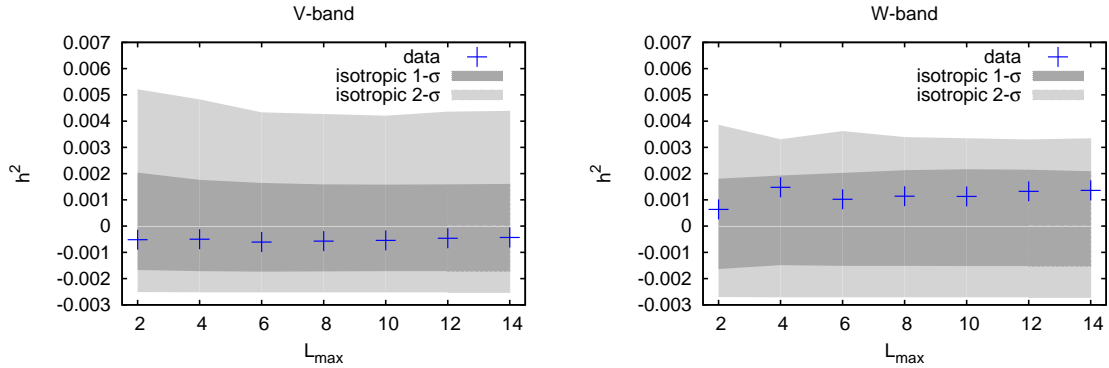 V-band
0.007
0.006
0.005
0.004
0.003
0.002
0.001
0
-0.001
-0.002
-0.003
h²
data
isotropic 1-σ
isotropic 2-σ
2 4 6 8 10 12 14
Lmax
W-band
0.007
0.006
0.005
0.004
0.003
0.002
0.001
0
-0.001
-0.002
-0.003
h²
data
isotropic 1-σ
isotropic 2-σ
2 4 6 8 10 12 14
Lmax